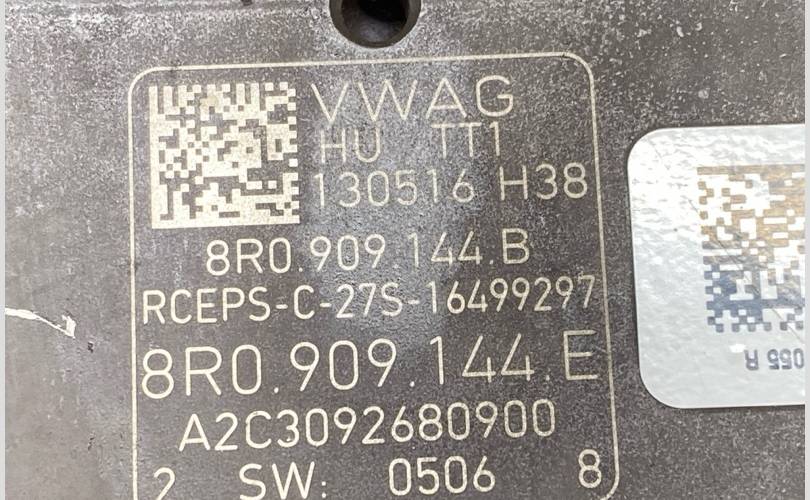 VWAG
HU TT1
130516 H38
8R0.909.144.B
RCEPS-C-27S-16499297
8R0.909.144.E
A2C3092680900
2 SW: 0506 8
055 R